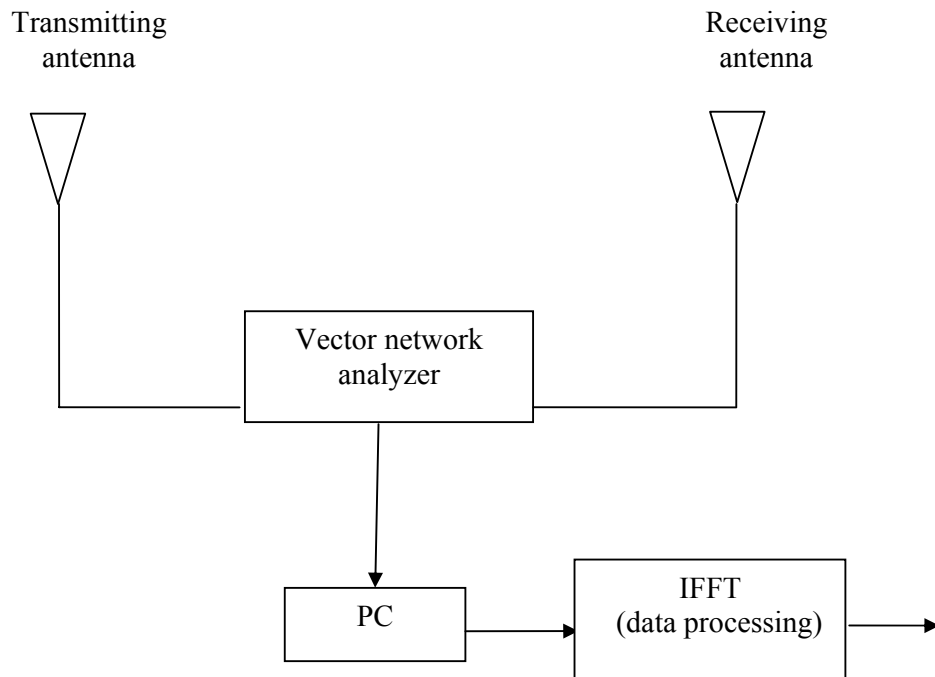 Transmitting
antenna
Receiving
antenna
Vector network
analyzer
PC
IFFT
(data processing)